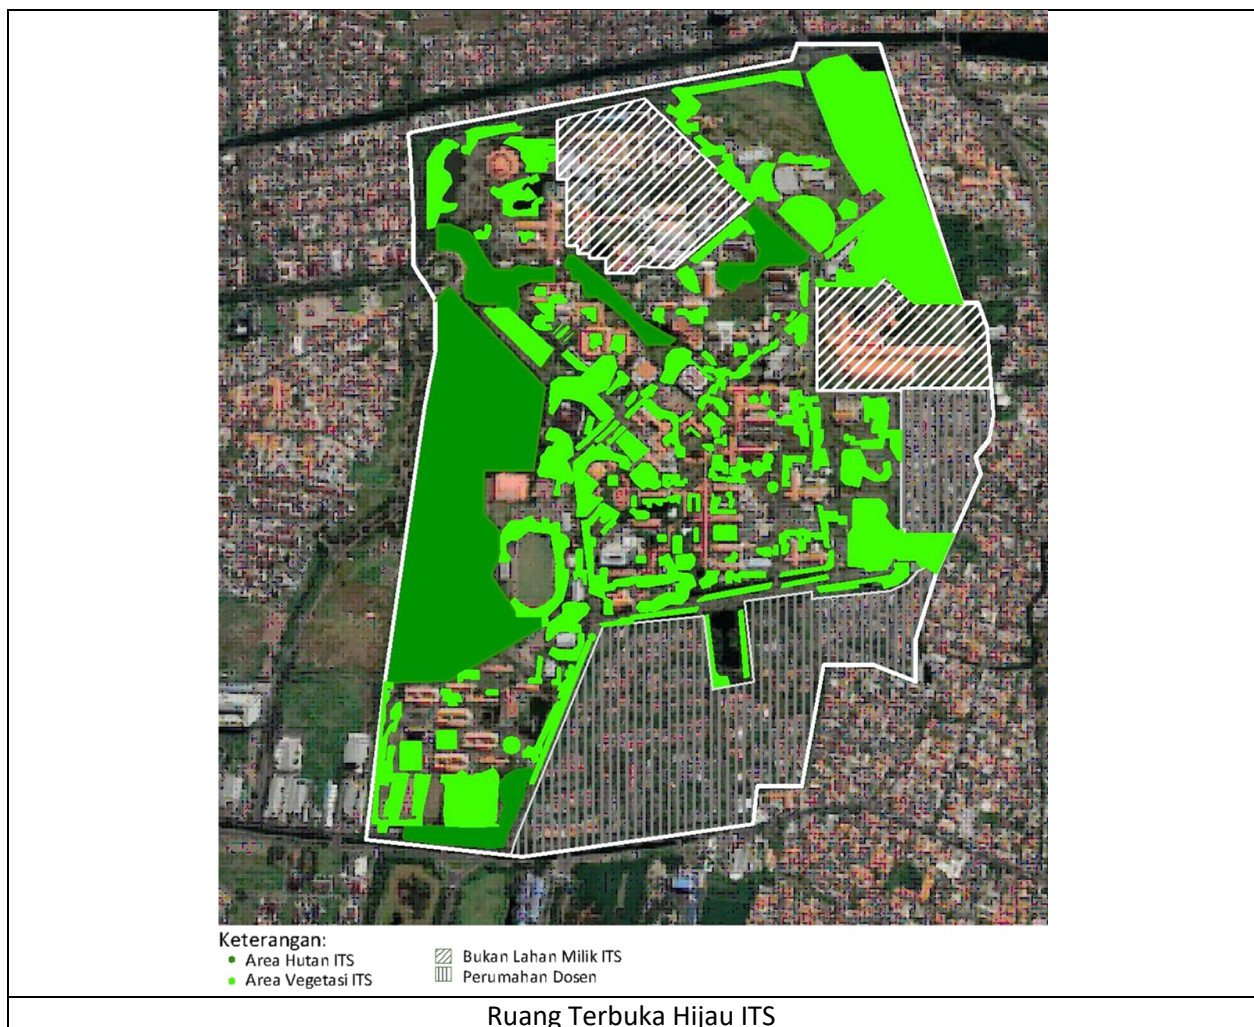 Keterangan:
Area Hutan ITS
Area Vegetasi ITS
Bukan Lahan Milik ITS
Perumahan Dosen
Ruang Terbuka Hijau ITS